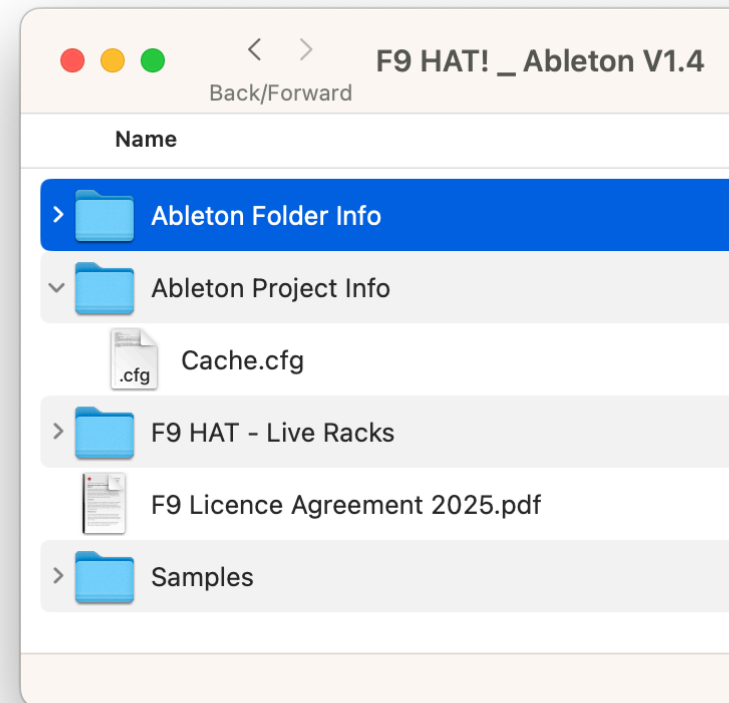 F9 HAT! _ Ableton V1.4
Back/Forward
Name
Ableton Folder Info
Ableton Project Info
.cfg
Cache.cfg
F9 HAT - Live Racks
F9 Licence Agreement 2025.pdf
Samples